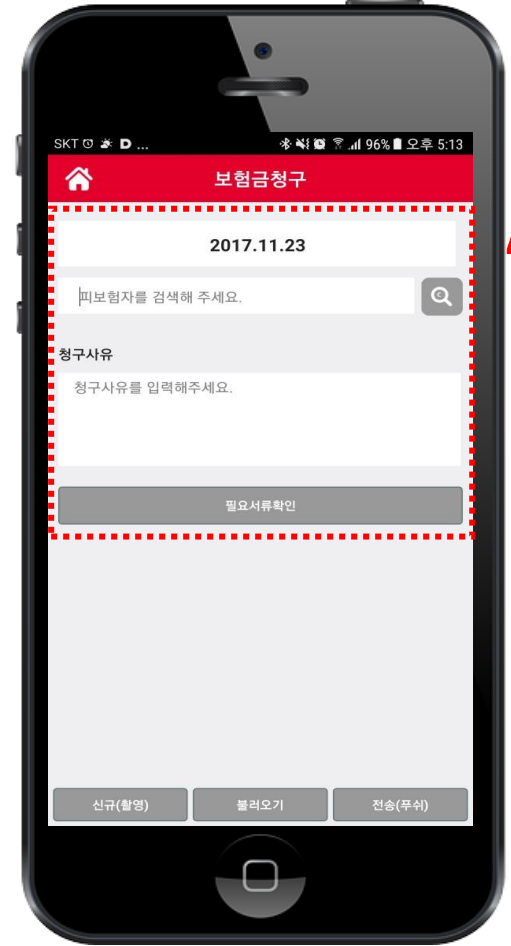 SKT D ... 96% 오후 5:13
보험금청구
2017.11.23
피보험자를 검색해 주세요.
청구사유
청구사유를 입력해주세요.
필요서류확인
신규(촬영) 불러오기 전송(푸쉬)